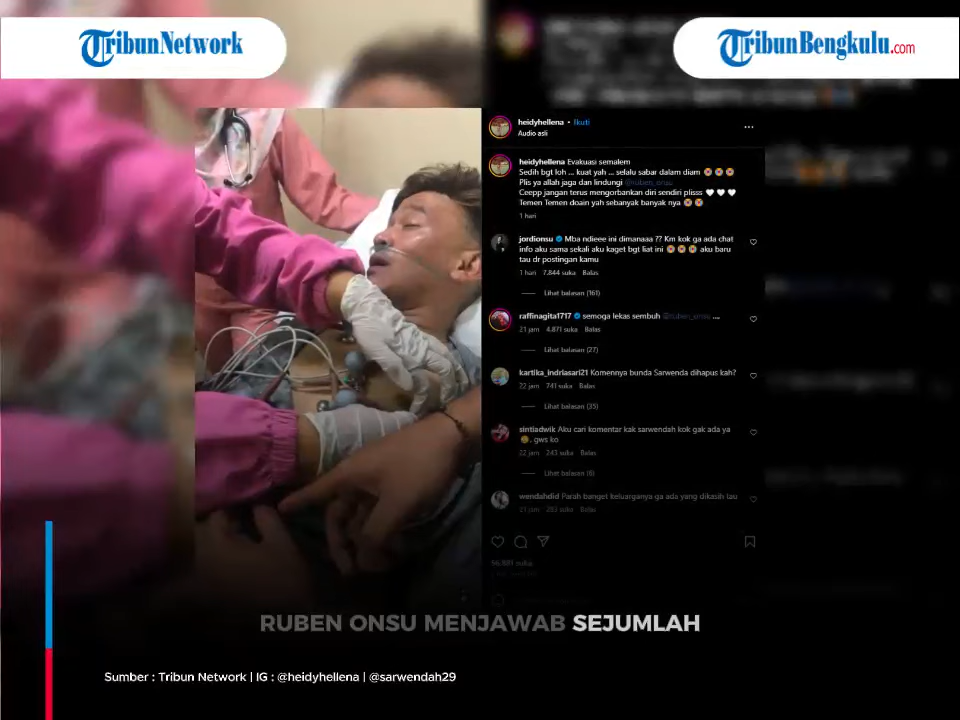 TribunNetwork
TribunBengkulu.com
heidyhellena • Ikuti
Audio asli
heidyhellena Evakuasi semalem
Sedih bgt loh ... kuat yah ... selalu sabar dalam diam 😢😢😢
Plis ya allah jaga dan lindungi @ruben_onsu
Ceepp jangan terus mengorbankan diri sendiri plisss 🤍🤍🤍
Temen Temen doain yah sebanyak banyak nya 😢😢
1 hari
jordionsu Mba ndieee ini dimanaaa ?? Km kok ga ada chat
info aku sama sekali aku kaget bgt liat ini 😢😢😢 aku baru
tau dr postingan kamu
1 hari 7.844 suka Balas
Lihat balasan (161)
raffinagita1717 semoga lekas sembuh @ruben_onsu ....
21 jam 4.871 suka Balas
Lihat balasan (27)
kartika_indriasari21 Komennya bunda Sarwenda dihapus kah?
22 jam 741 suka Balas
Lihat balasan (35)
sintiadwik Aku cari komentar kak sarwendah kok gak ada ya
😢. gws ko
22 jam 243 suka Balas
Lihat balasan (8)
wendahdid Parah banget keluarganya ga ada yang dikasih tau
21 jam 283 suka Balas
RUBEN ONSU MENJAWAB SEJUMLAH
Sumber : Tribun Network | IG : @heidyhellena | @sarwendah29